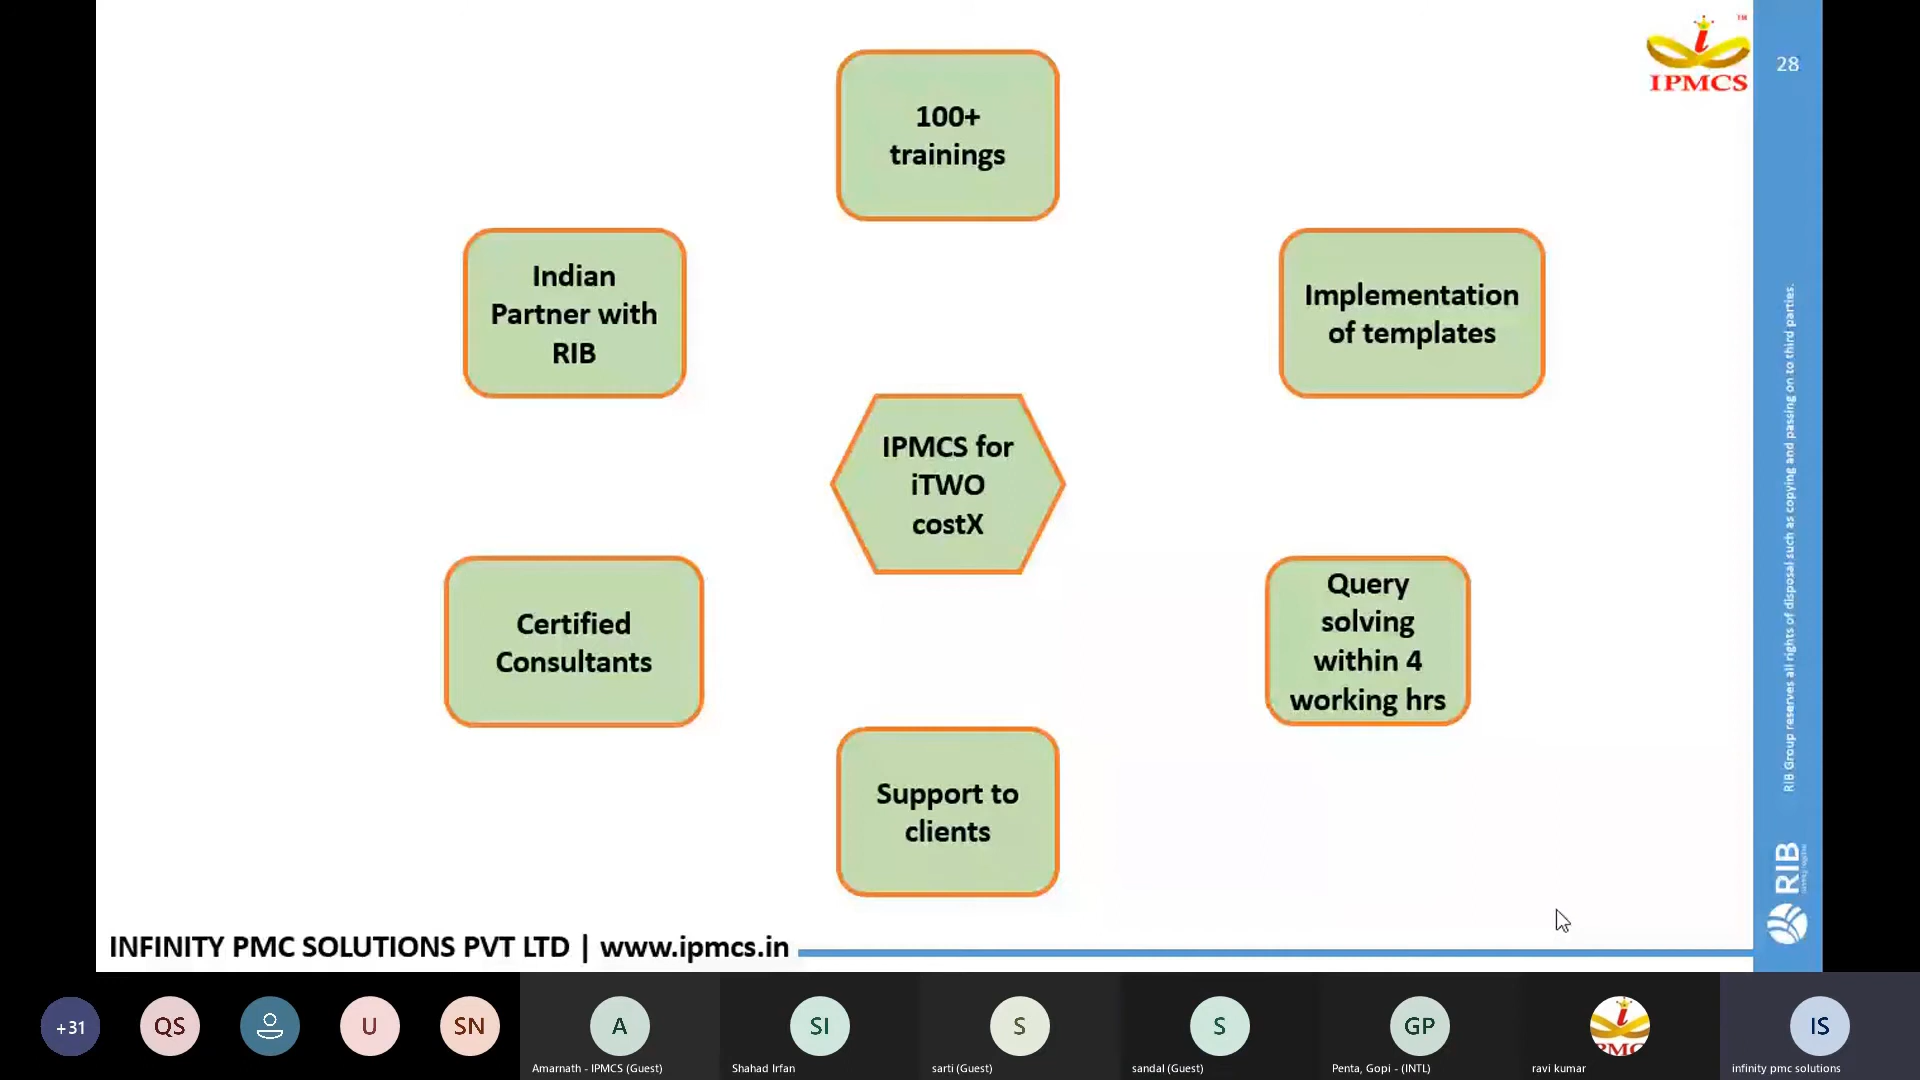 TM
i
IPMCS
28
100+
trainings
Indian
Partner with
RIB
Implementation
of templates
IPMCS for
iTWO
costX
Certified
Consultants
Query
solving
within 4
working hrs
Support to
clients
RIB Group reserves all rights of disposal such as copying and passing on to third parties.
RIB
INFINITY PMC SOLUTIONS PVT LTD | www.ipmcs.in
+31
QS
U
SN
A
SI
S
S
GP
i
IS
Amarnath - IPMCS (Guest)
Shahad Irfan
sarti (Guest)
sandal (Guest)
Penta, Gopi - (INTL)
ravi kumar
infinity pmc solutions